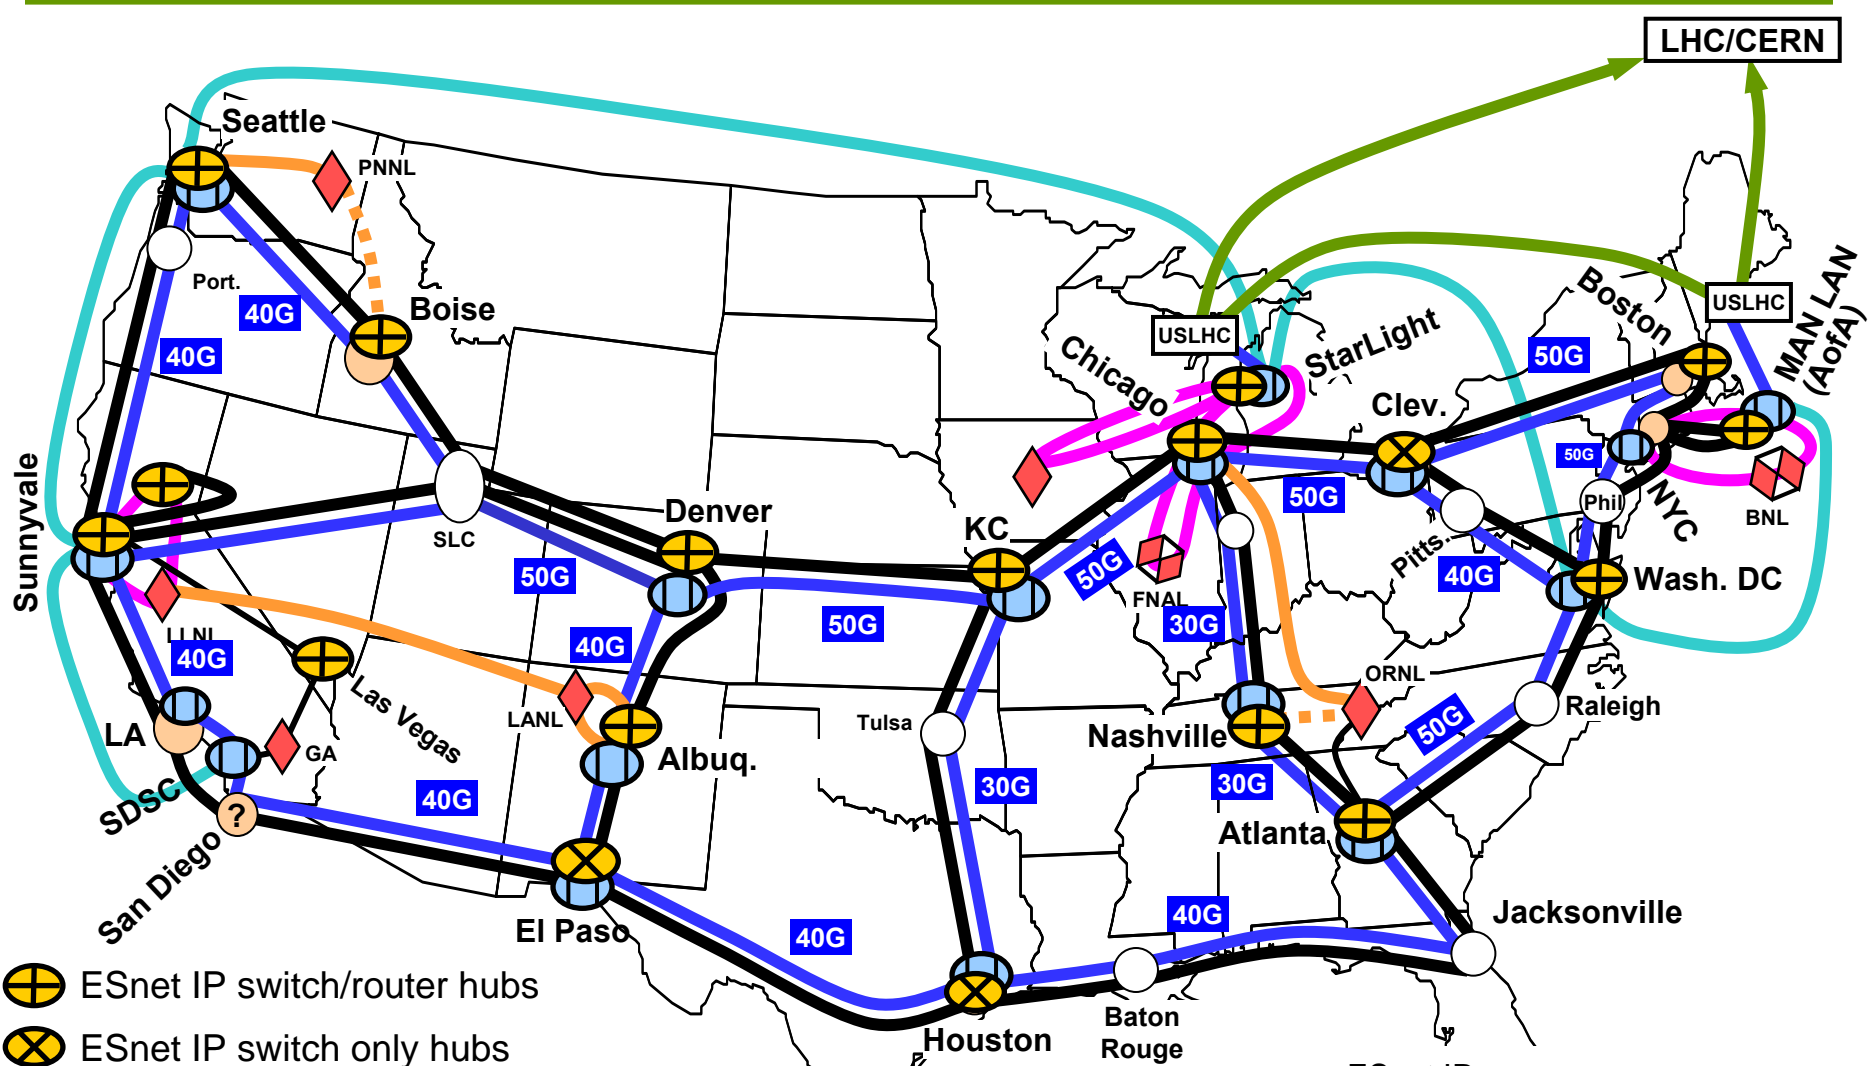 LHC/CERN
Seattle
PNNL
Port.
40G
Boise
40G
USLHC
USLHC
Boston
MAN LAN
(AofA)
StarLight
Chicago
50G
Clev.
Sunnyvale
SLC
Denver
KC
50G
50G
Phil
NYC
BNL
50G
50G
Pitts.
40G
Wash. DC
FNAL
30G
LLNL
40G
40G
50G
ORNL
LANL
Las Vegas
Tulsa
Nashville
50G
Raleigh
LA
GA
Albuq.
SDSC
40G
30G
30G
?
Atlanta
San Diego
El Paso
40G
40G
Jacksonville
ESnet IP switch/router hubs
Houston
Baton
Rouge
ESnet IP switch only hubs